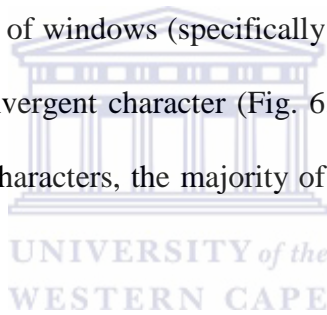 of windows (specifically
vergent character (Fig. 6
haracters, the majority of
UNIVERSITY of the
WESTERN CAPE